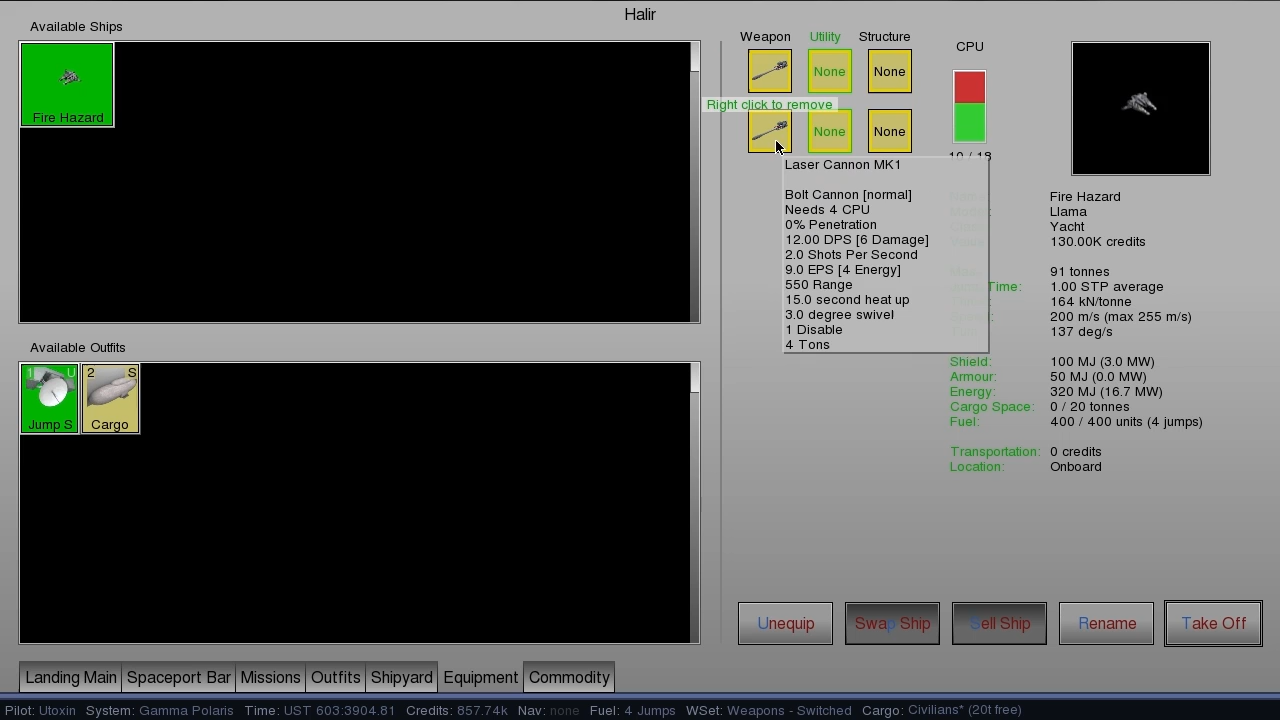 Halir
Available Ships
Fire Hazard
Weapon Utility Structure
None None
Right click to remove
None None
CPU
10 / 18
Laser Cannon MK1
Bolt Cannon [normal]
Needs 4 CPU
0% Penetration
12.00 DPS [6 Damage]
2.0 Shots Per Second
9.0 EPS [4 Energy]
550 Range
15.0 second heat up
3.0 degree swivel
1 Disable
4 Tons
Fire Hazard
Llama
Yacht
130.00K credits
91 tonnes
Time: 1.00 STP average
164 kN/tonne
200 m/s (max 255 m/s)
137 deg/s
Shield: 100 MJ (3.0 MW)
Armour: 50 MJ (0.0 MW)
Energy: 320 MJ (16.7 MW)
Cargo Space: 0 / 20 tonnes
Fuel: 400 / 400 units (4 jumps)
Transportation: 0 credits
Location: Onboard
Available Outfits
1 U
Jump S
2 S
Cargo
Unequip Swap Ship Sell Ship Rename Take Off
Landing Main Spaceport Bar Missions Outfits Shipyard Equipment Commodity
Pilot: Utoxin System: Gamma Polaris Time: UST 603:3904.81 Credits: 857.74k Nav: none Fuel: 4 Jumps WSet: Weapons - Switched Cargo: Civilians* (20t free)